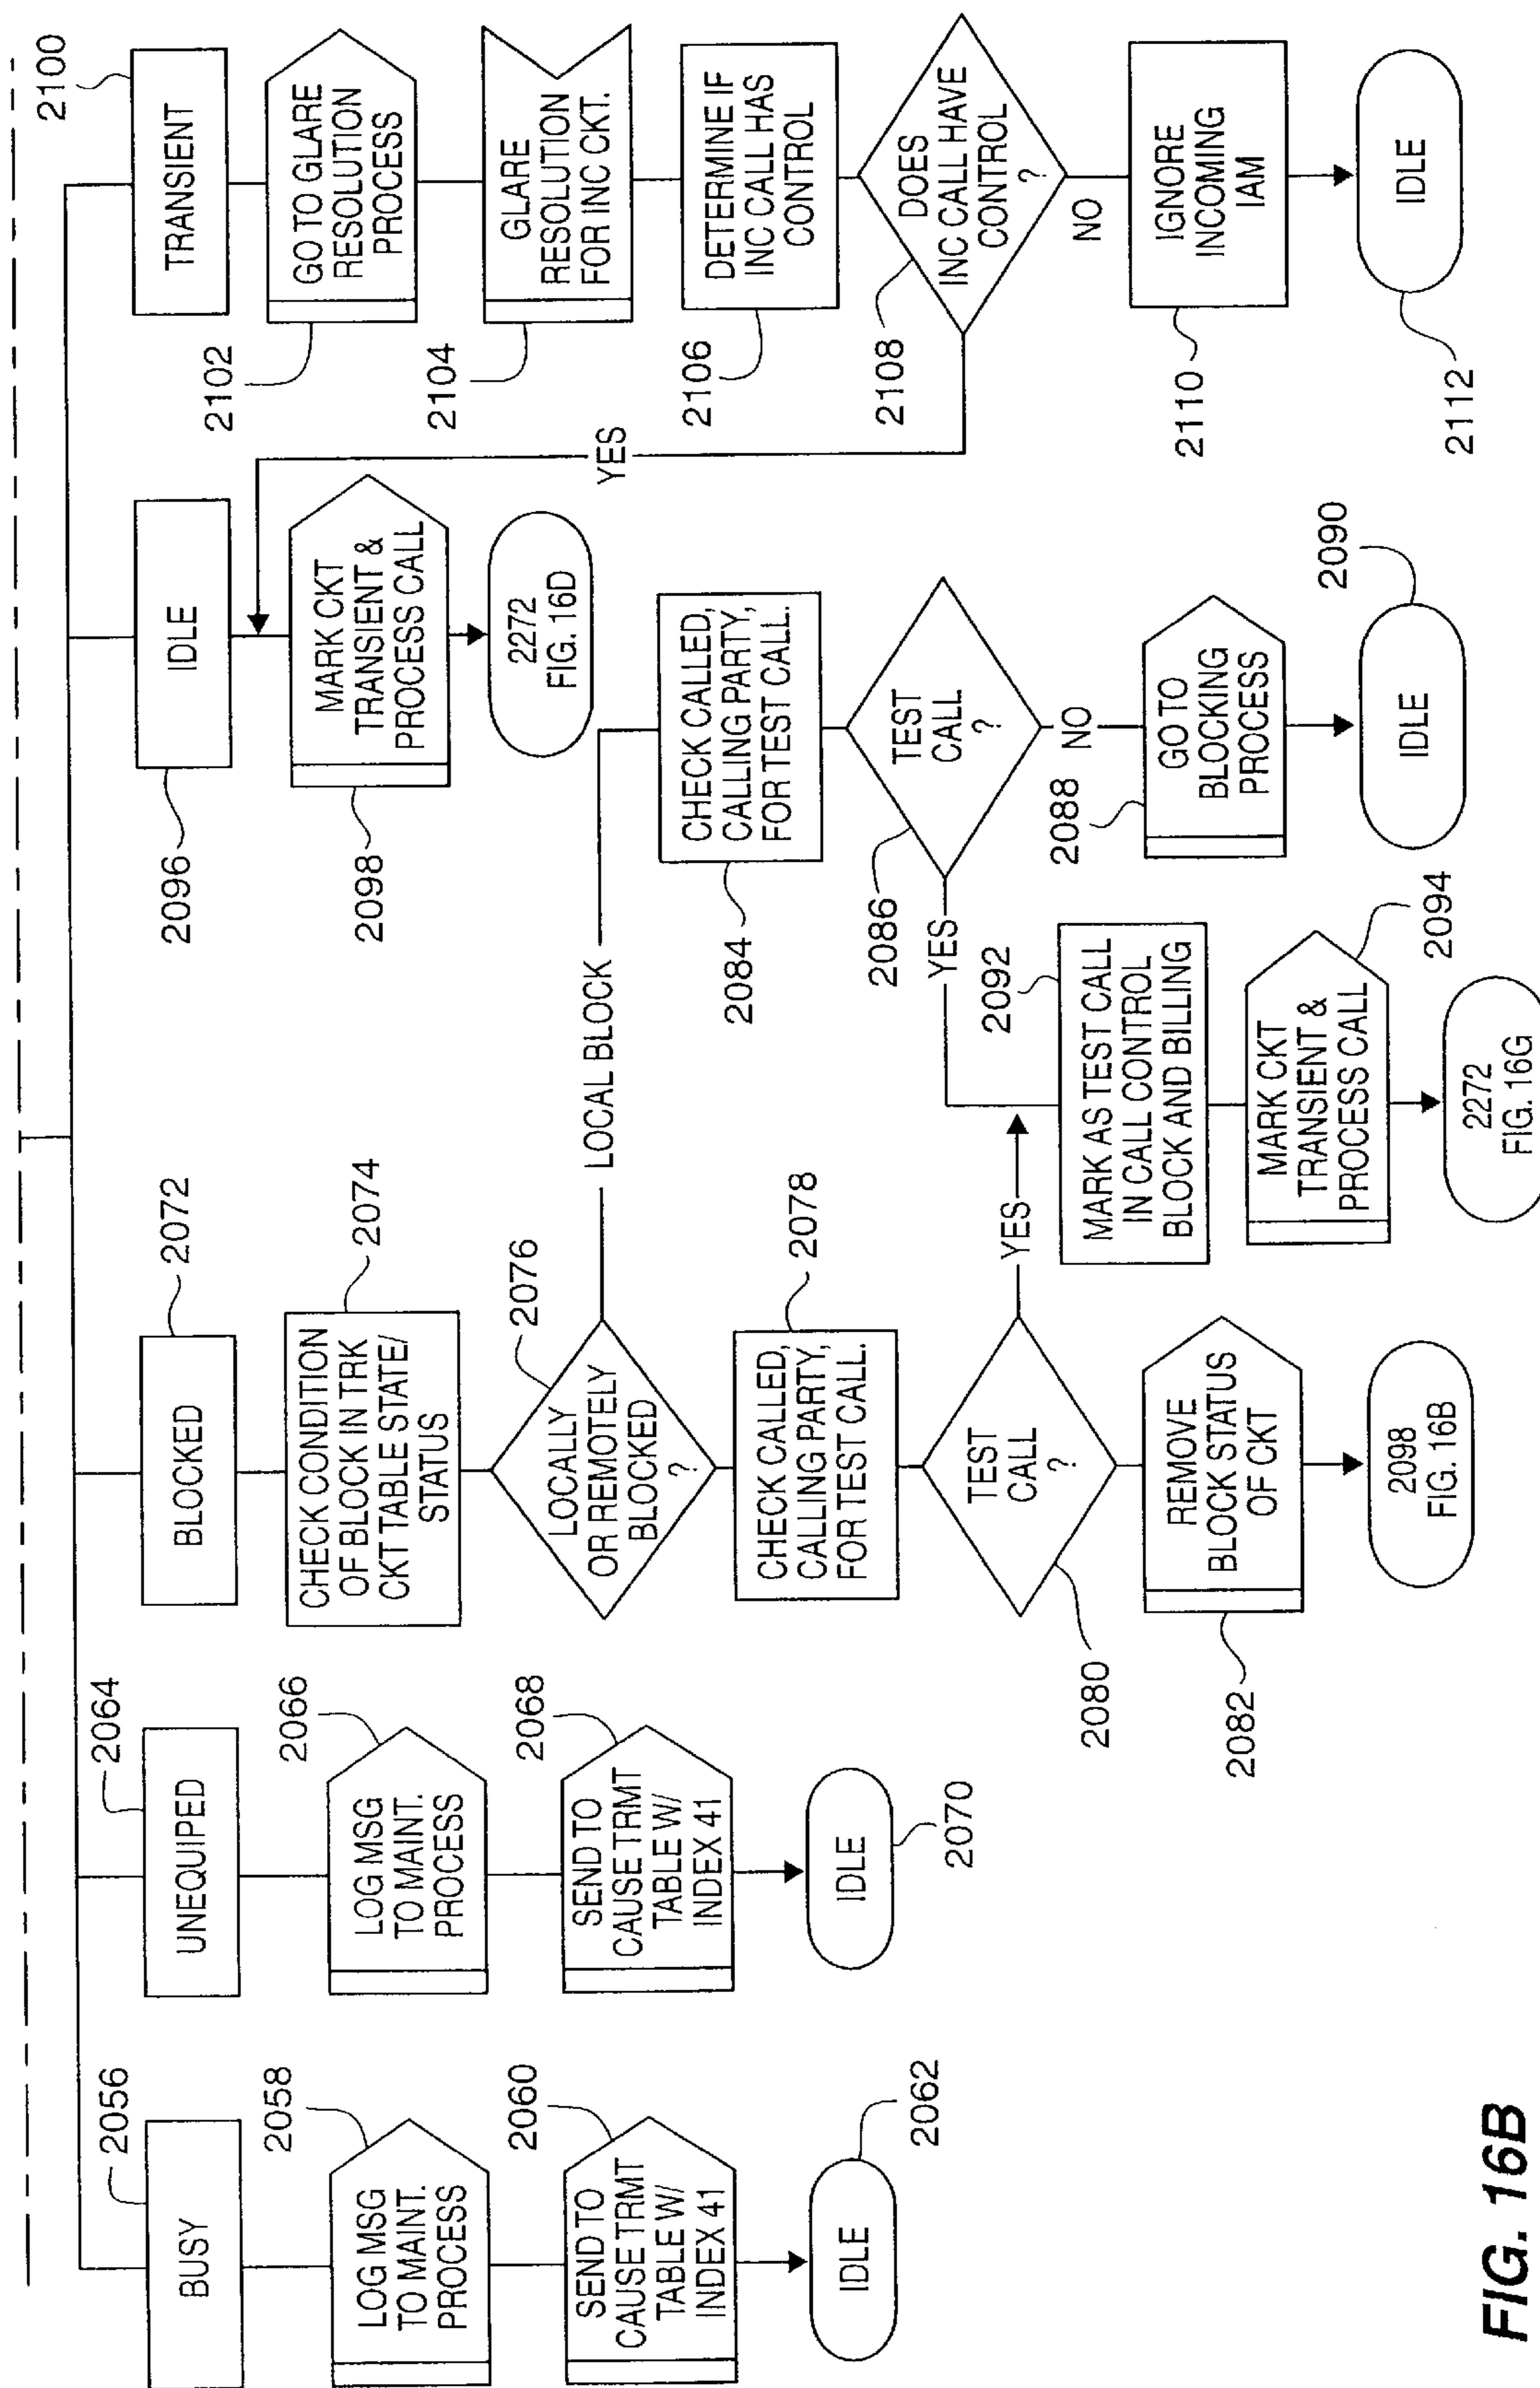 2056
BUSY
2058
LOG MSG
TO MAINT.
PROCESS
2060
SEND TO
CAUSE TRMT
TABLE W/
INDEX 41
IDLE
2062
2064
UNEQUIPED
2066
LOG MSG
TO MAINT.
PROCESS
2068
SEND TO
CAUSE TRMT
TABLE W/
INDEX 41
IDLE
2070
2072
BLOCKED
2074
CHECK CONDITION
OF BLOCK IN TRK
CKT TABLE STATE/
STATUS
2076
LOCALLY
OR REMOTELY
BLOCKED
?
LOCAL BLOCK
2078
CHECK CALLED,
CALLING PARTY,
FOR TEST CALL.
TEST
CALL
?
2080
YES
REMOVE
BLOCK STATUS
OF CKT
2082
2098
FIG. 16B
CHECK CALLED,
CALLING PARTY,
FOR TEST CALL.
2084
TEST
CALL
?
2086
YES
NO
2088
GO TO
BLOCKING
PROCESS
IDLE
2090
2092
MARK AS TEST CALL
IN CALL CONTROL
BLOCK AND BILLING
2094
MARK CKT
TRANSIENT &
PROCESS CALL
2272
FIG. 16G
IDLE
2096
MARK CKT
TRANSIENT &
PROCESS CALL
2098
2272
FIG. 16D
2100
TRANSIENT
GO TO GLARE
RESOLUTION
PROCESS
2102
GLARE
RESOLUTION
FOR INC CKT.
2104
DETERMINE IF
INC CALL HAS
CONTROL
2106
DOES
INC CALL HAVE
CONTROL
?
2108
YES
NO
IGNORE
INCOMING
IAM
2110
IDLE
2112
FIG. 16B